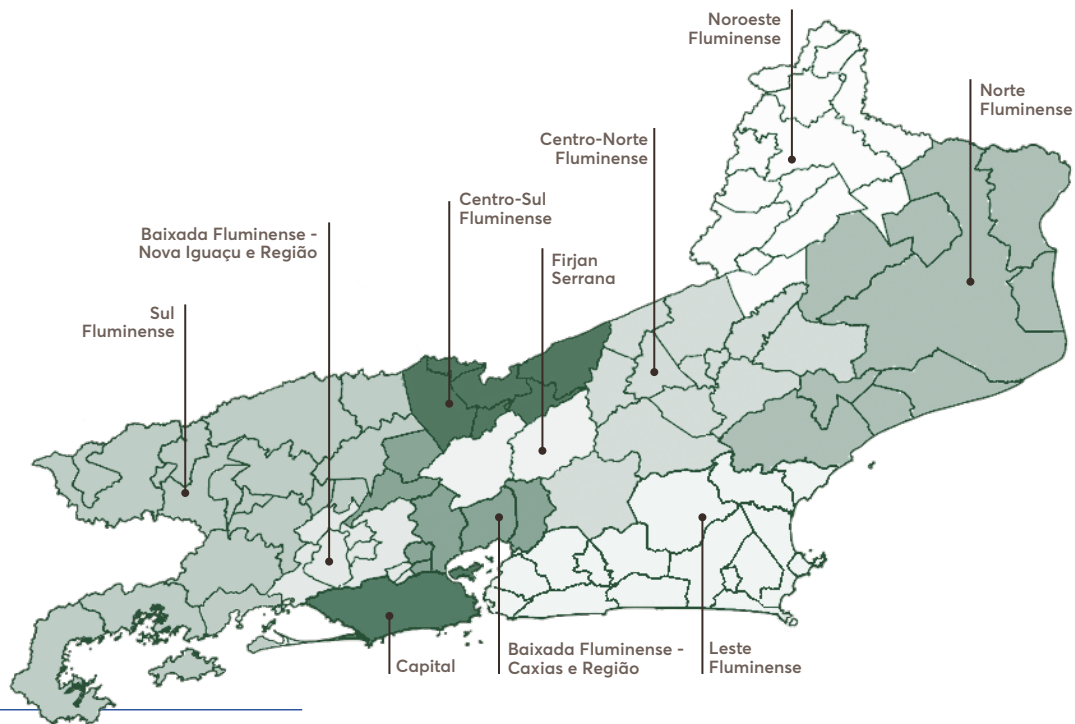 Noroeste
Fluminense
Norte
Fluminense
Centro-Norte
Fluminense
Centro-Sul
Fluminense
Baixada Fluminense -
Nova Iguaçu e Região
Firjan
Serrana
Sul
Fluminense
Capital
Baixada Fluminense -
Caxias e Região
Leste
Fluminense